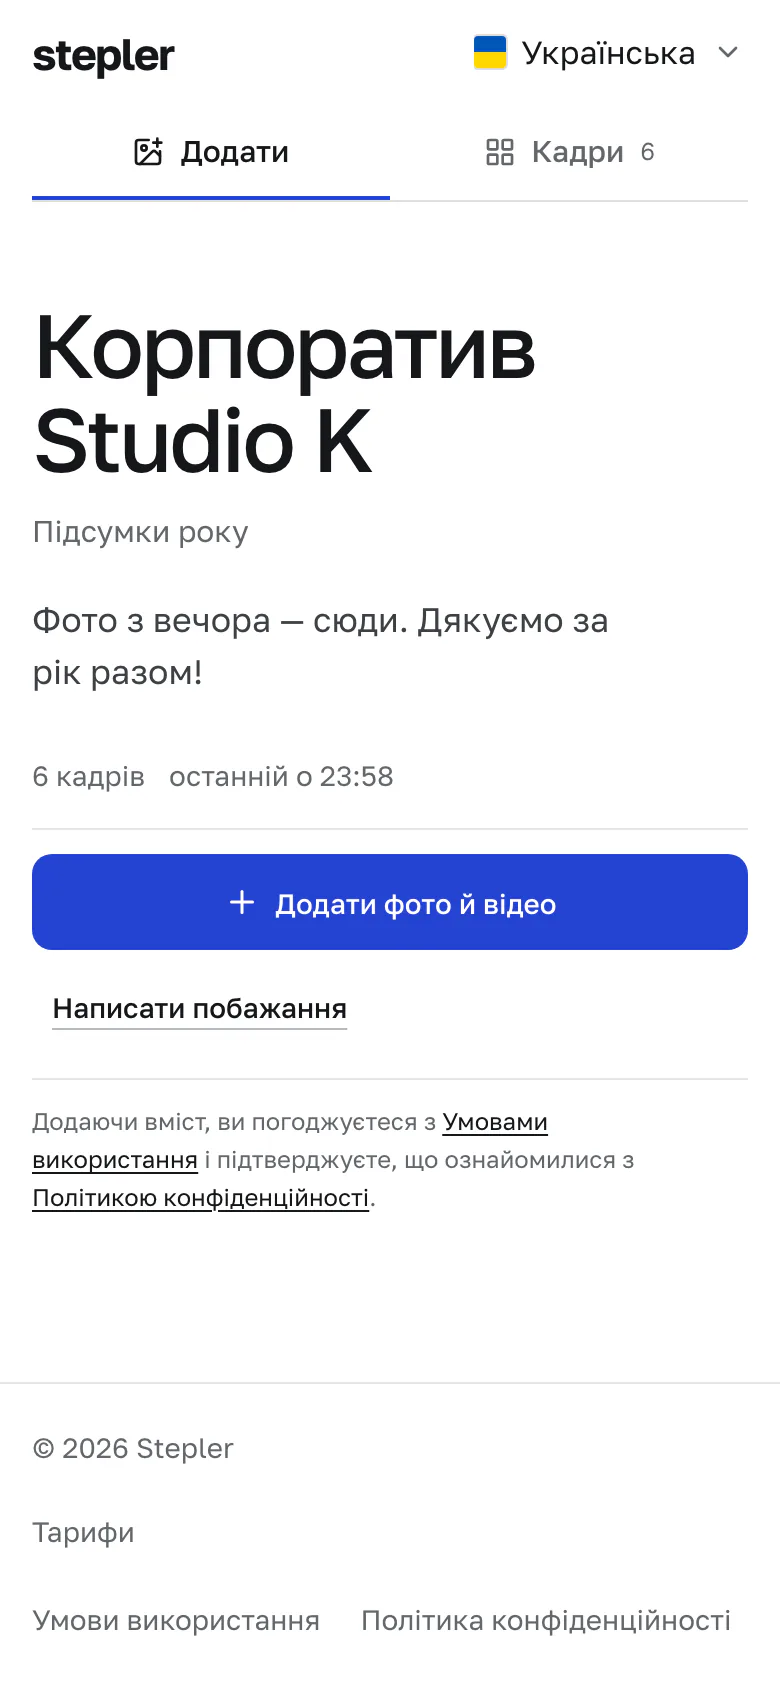 stepler
Українська
Додати
Кадри 6
Корпоратив
Studio K
Підсумки року
Фото з вечора — сюди. Дякуємо за
рік разом!
6 кадрів останній о 23:58
Додати фото й відео
Написати побажання
Додаючи вміст, ви погоджуєтеся з Умовами
використання і підтверджуєте, що ознайомилися з
Політикою конфіденційності.
© 2026 Stepler
Тарифи
Умови використання Політика конфіденційності